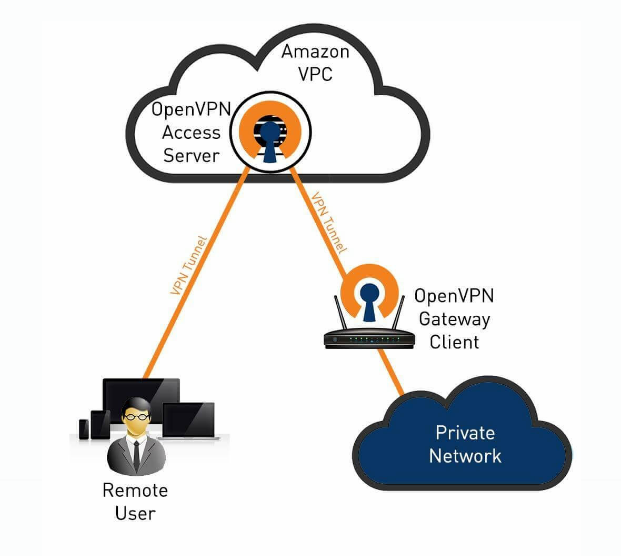 Amazon
VPC
OpenVPN
Access
Server
VPN Tunnel
VPN Tunnel
OpenVPN
Gateway
Client
Private
Network
Remote
User